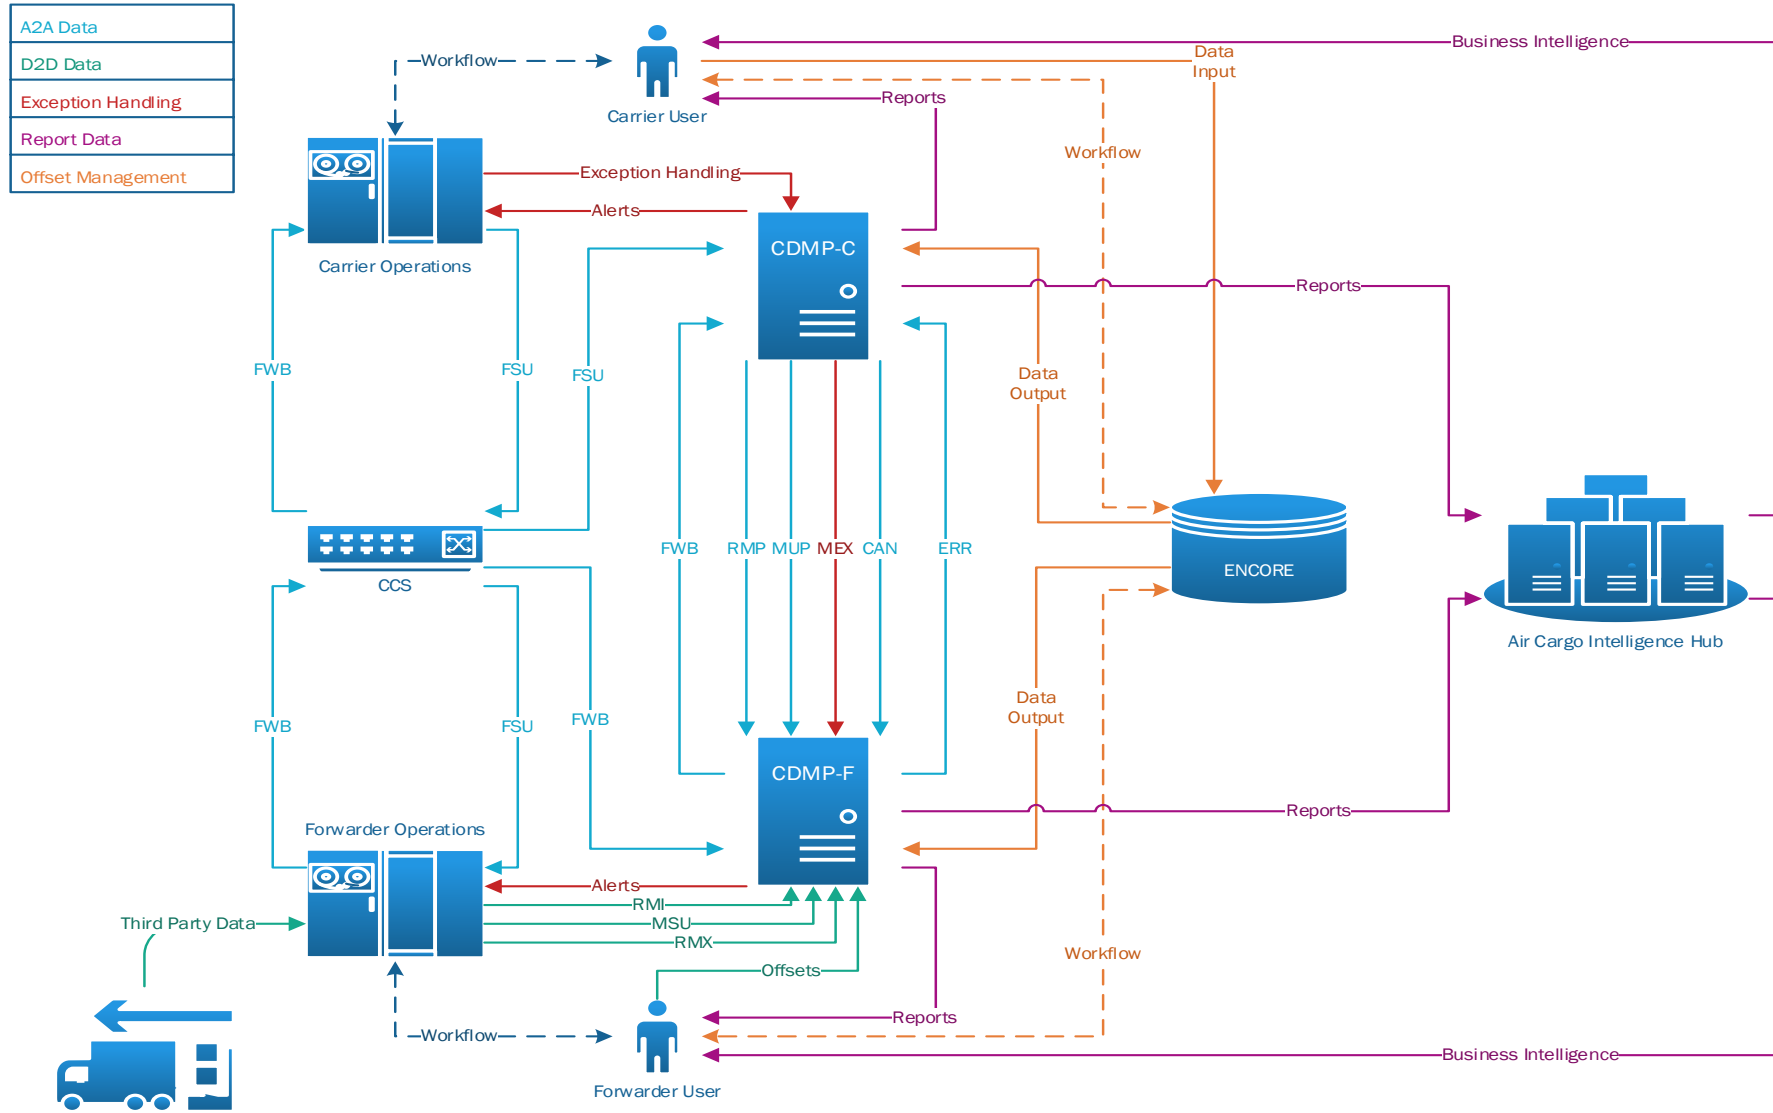 A2A Data
D2D Data
Exception Handling
Report Data
Offset Management
Workflow
Carrier User
Business Intelligence
Data
Input
Reports
Workflow
Exception Handling
Alerts
Carrier Operations
CDMP-C
Reports
FWB
FSU
FSU
Data
Output
FWB
RMP
MUP
MEX
CAN
ERR
CCS
ENCORE
Air Cargo Intelligence Hub
FWB
FSU
FWB
Data
Output
CDMP-F
Reports
Forwarder Operations
Alerts
RMI
MSU
RMX
Third Party Data
Offsets
Workflow
Workflow
Reports
Business Intelligence
Forwarder User